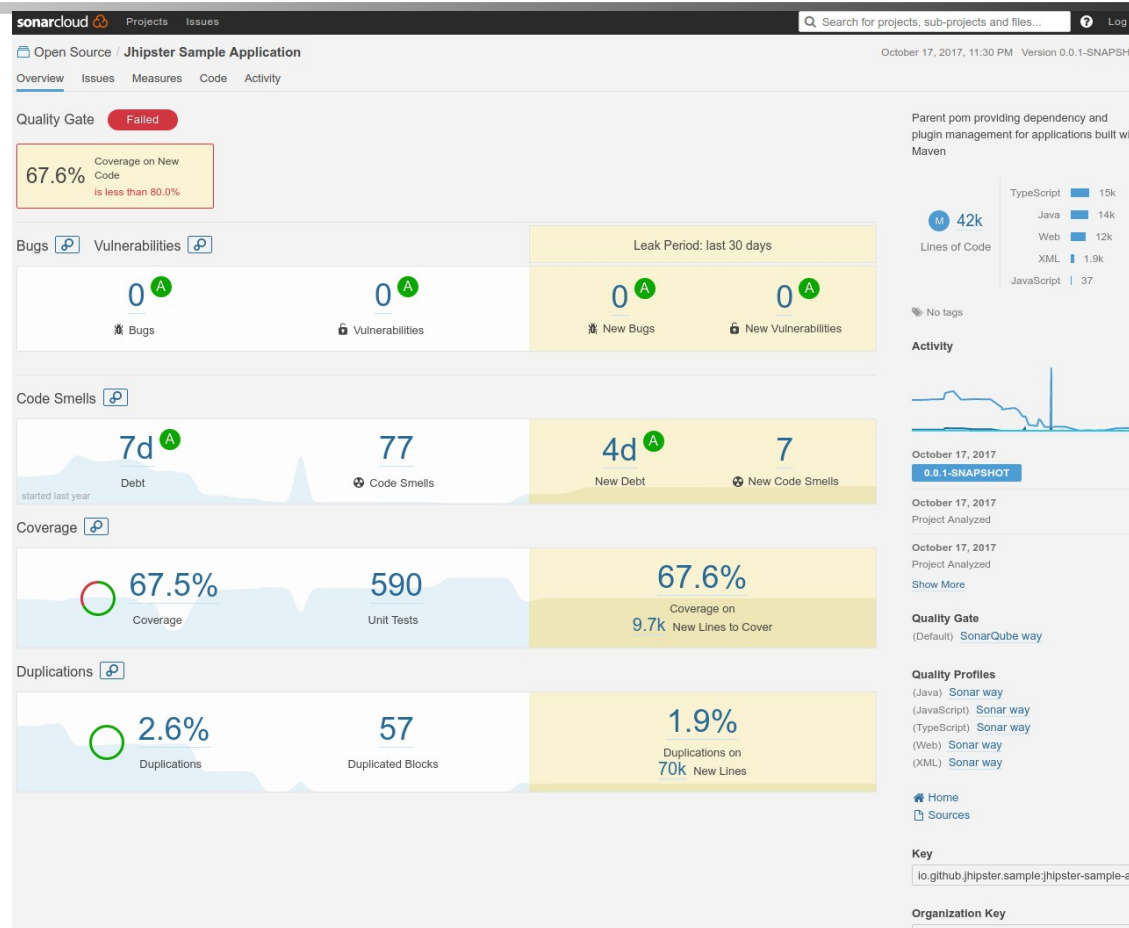 sonarcloud Projects Issues Search for projects, sub-projects and files... ? Log
Open Source / Jhipster Sample Application October 17, 2017, 11:30 PM Version 0.0.1-SNAPSH
Overview Issues Measures Code Activity
Quality Gate Failed
67.6% Coverage on New
Code
is less than 80.0%
Bugs Vulnerabilities Leak Period: last 30 days
0 A 0 A 0 A 0 A
Bugs Vulnerabilities New Bugs New Vulnerabilities
Code Smells
7d A 77 4d A 7
Debt Code Smells New Debt New Code Smells
started last year
Coverage
67.5% 590 67.6%
Coverage Unit Tests Coverage on
9.7k New Lines to Cover
Duplications
2.6% 57 1.9%
Duplications Duplicated Blocks Duplications on
70k New Lines
Parent pom providing dependency and
plugin management for applications built wi
Maven
M 42k
Lines of Code
TypeScript 15k
Java 14k
Web 12k
XML 1.9k
JavaScript 37
No tags
Activity
October 17, 2017
0.0.1-SNAPSHOT
October 17, 2017
Project Analyzed
October 17, 2017
Project Analyzed
Show More
Quality Gate
(Default) SonarQube way
Quality Profiles
(Java) Sonar way
(JavaScript) Sonar way
(TypeScript) Sonar way
(Web) Sonar way
(XML) Sonar way
Home
Sources
Key
io.github.jhipster.sample:jhipster-sample-a
Organization Key